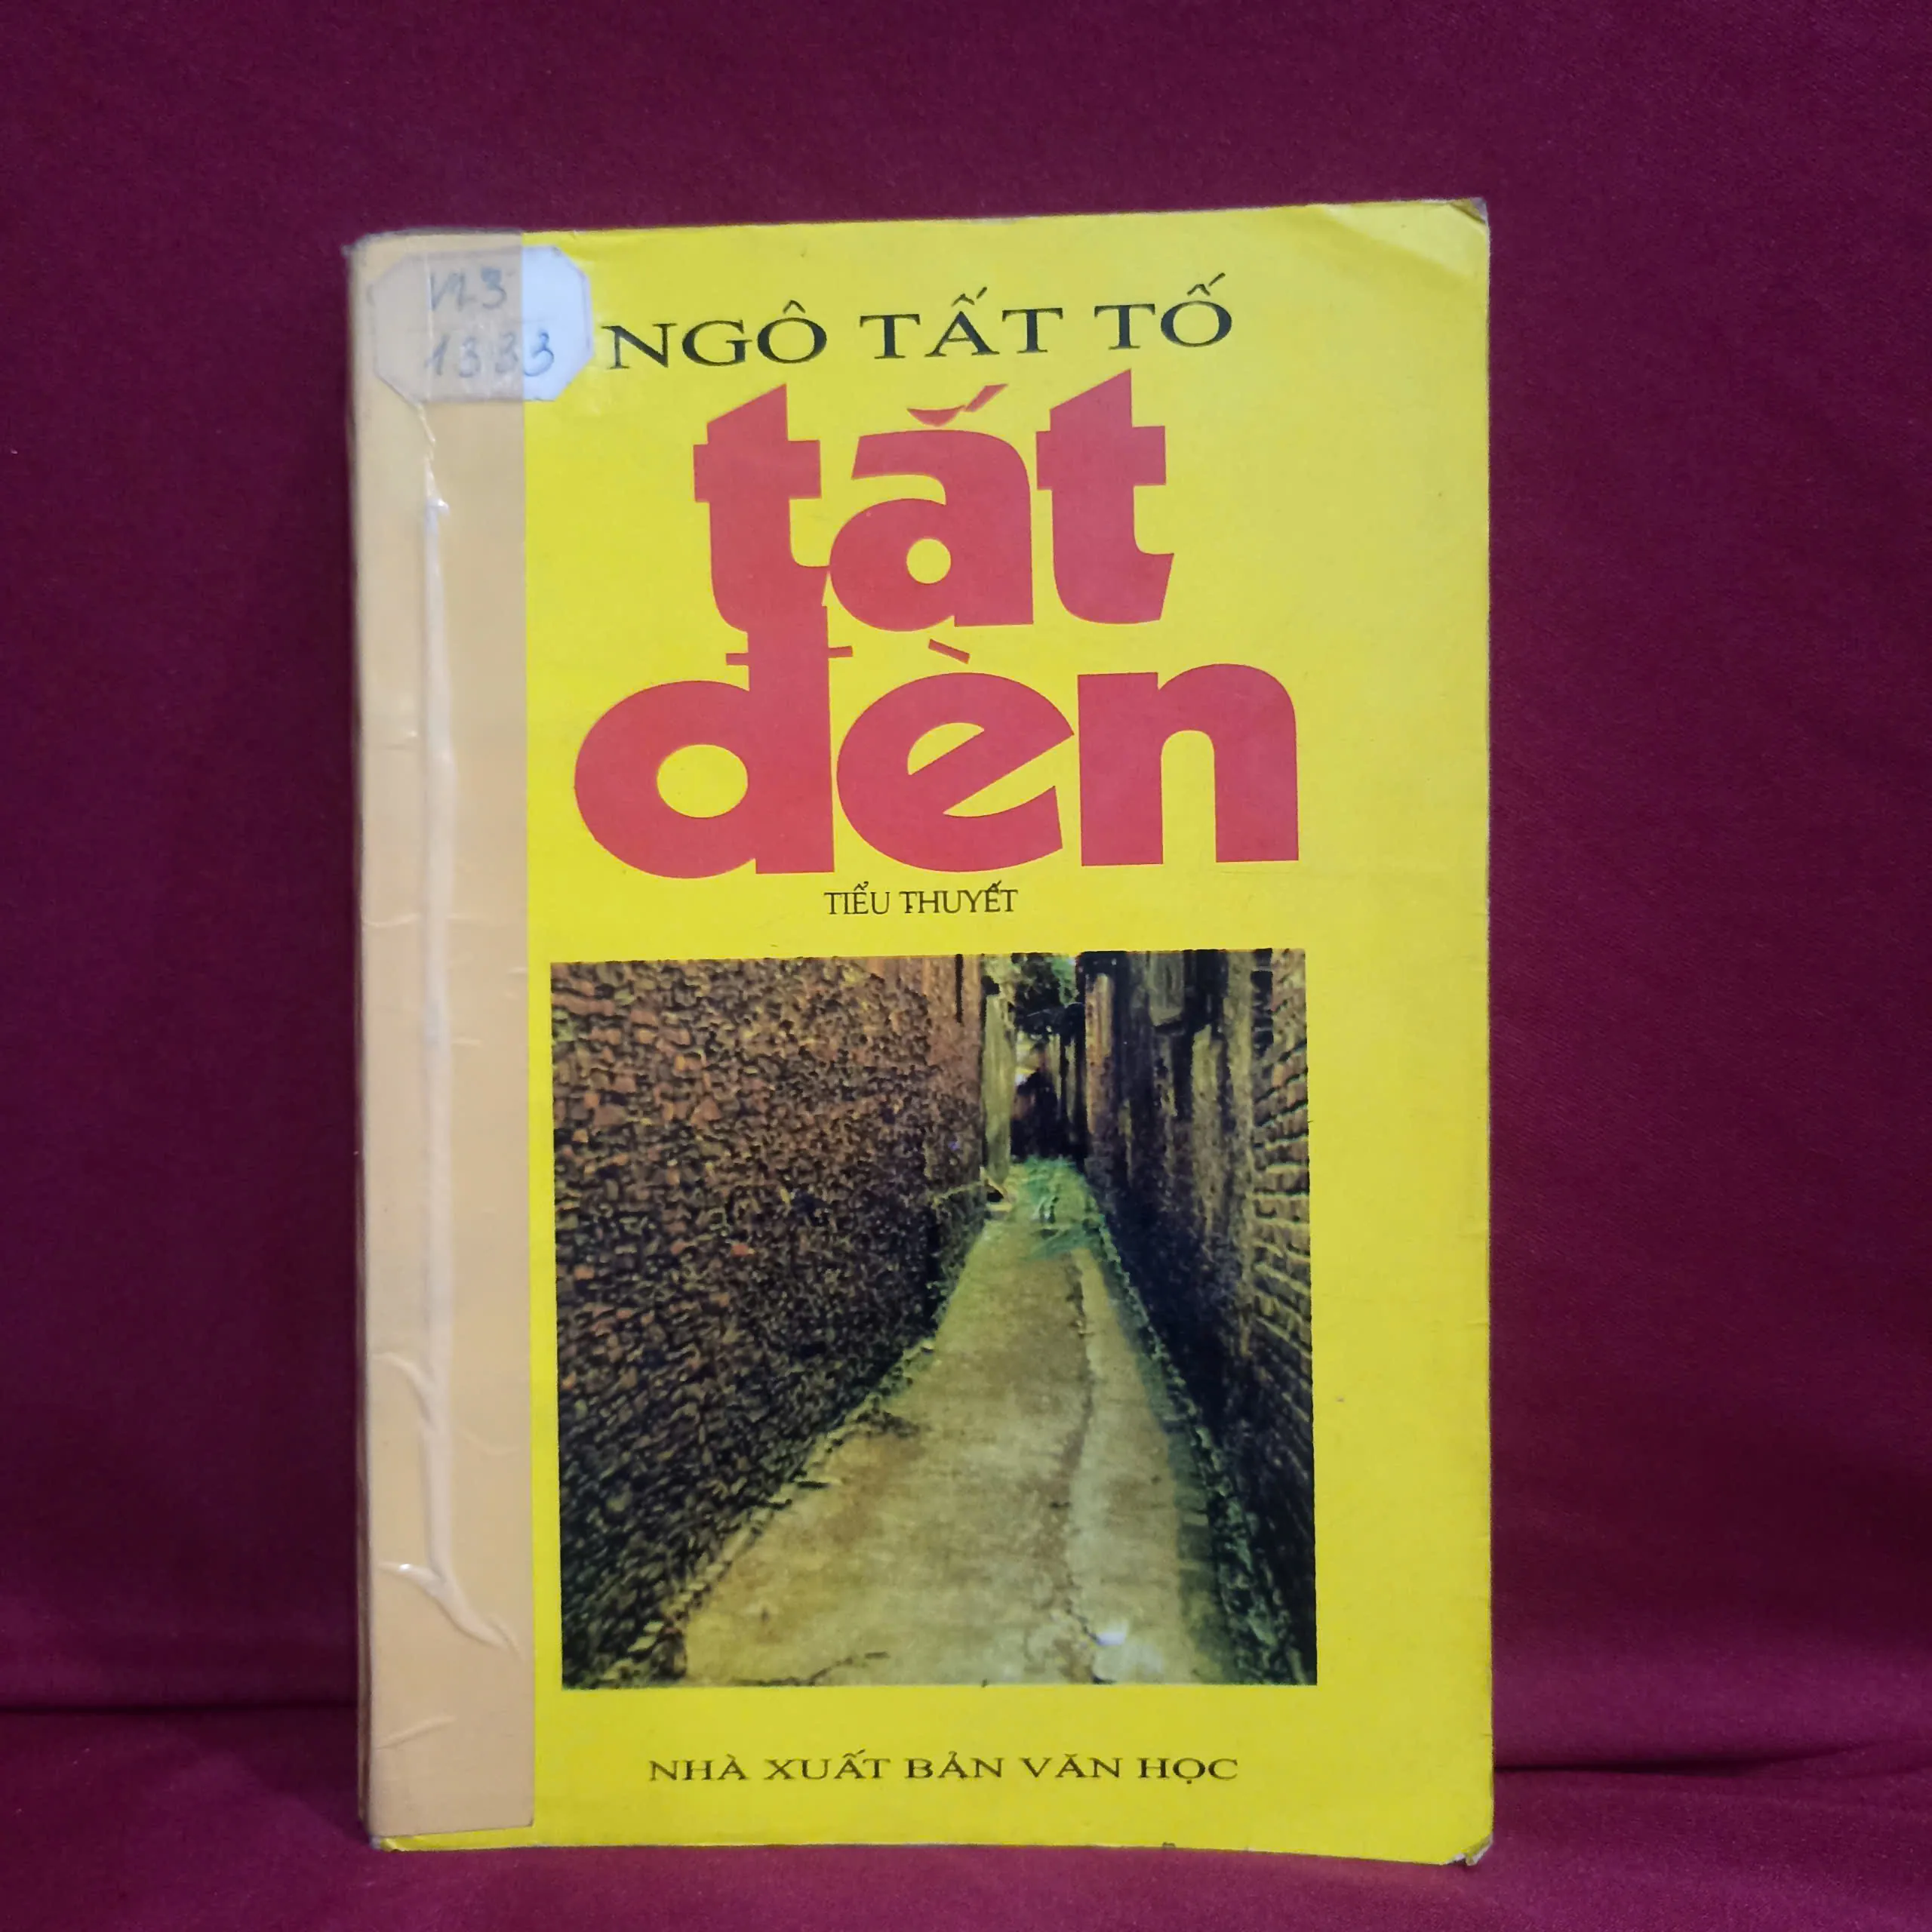 VL3
1333
NGÔ TẤT TỐ
tắt
đèn
TIỂU THUYẾT
NHÀ XUẤT BẢN VĂN HỌC